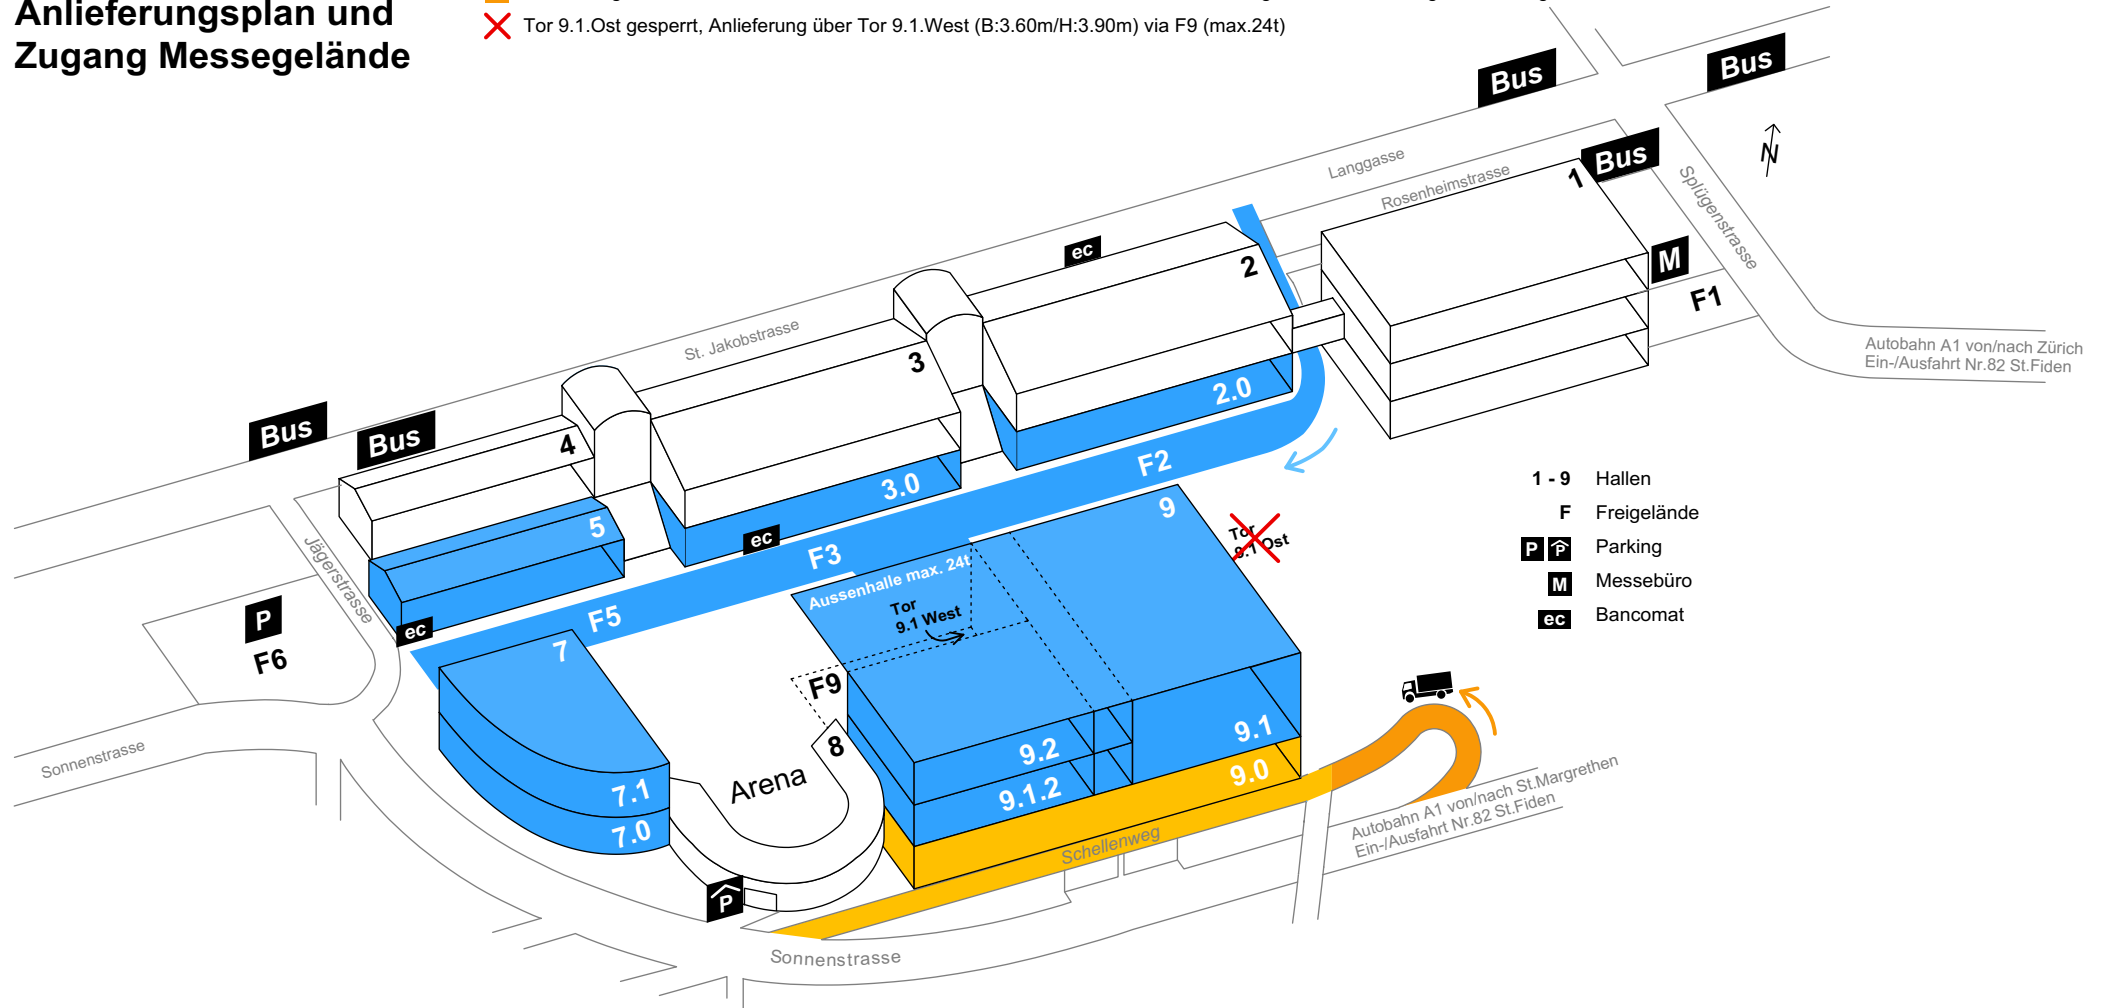 Anlieferungsplan und
Zugang Messegelände
Tor 9.1.Ost gesperrt, Anlieferung über Tor 9.1.West (B:3.60m/H:3.90m) via F9 (max.24t)
Bus
Bus
Bus
N
Langgasse
Rosenheimstrasse
1
Splügenstrasse
M
F1
ec
2
Autobahn A1 von/nach Zürich
Ein-/Ausfahrt Nr.82 St.Fiden
St. Jakobstrasse
3
2.0
Bus
Bus
4
F2
3.0
1 - 9 Hallen
F Freigelände
P P Parking
M Messebüro
ec Bancomat
9
5
ec
F3
Tor
9.1 Ost
Jägerstrasse
Aussenhalle max. 24t
Tor
9.1 West
P
F6
ec
F5
7
F9
8
Arena
9.2
9.1
9.0
9.1.2
7.1
7.0
Sonnenstrasse
Autobahn A1 von/nach St.Margrethen
Ein-/Ausfahrt Nr.82 St.Fiden
Schellenweg
P
Sonnenstrasse